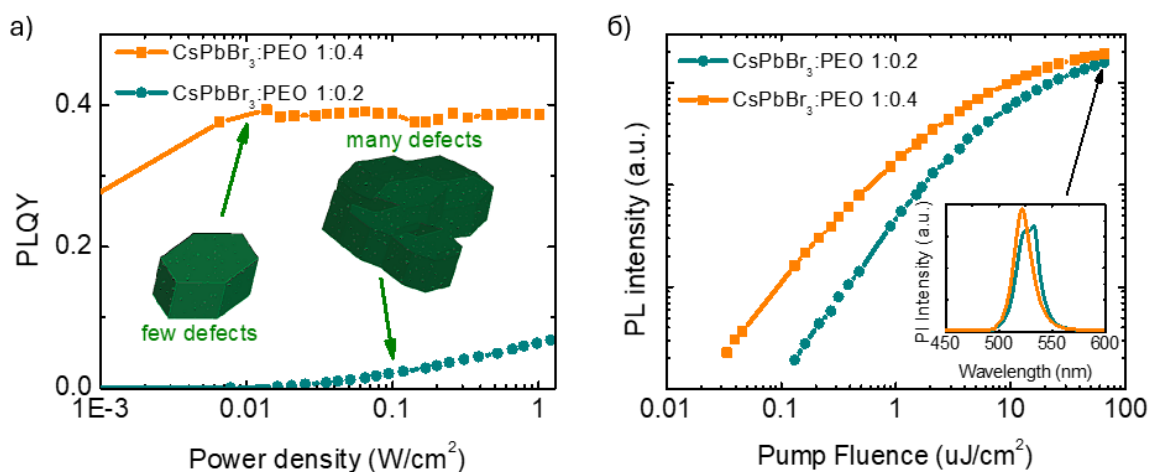 а)
CsPbBr₃:PEO 1:0.4
CsPbBr₃:PEO 1:0.2
many defects
few defects
PLQY
0.4
0.2
0.0
1E-3
0.01
0.1
1
Power density (W/cm²)
б)
CsPbBr₃:PEO 1:0.2
CsPbBr₃:PEO 1:0.4
PL intensity (a.u.)
Pl Intensity (a.u.)
450
500
550
600
Wavelength (nm)
0.01
0.1
1
10
100
Pump Fluence (uJ/cm²)